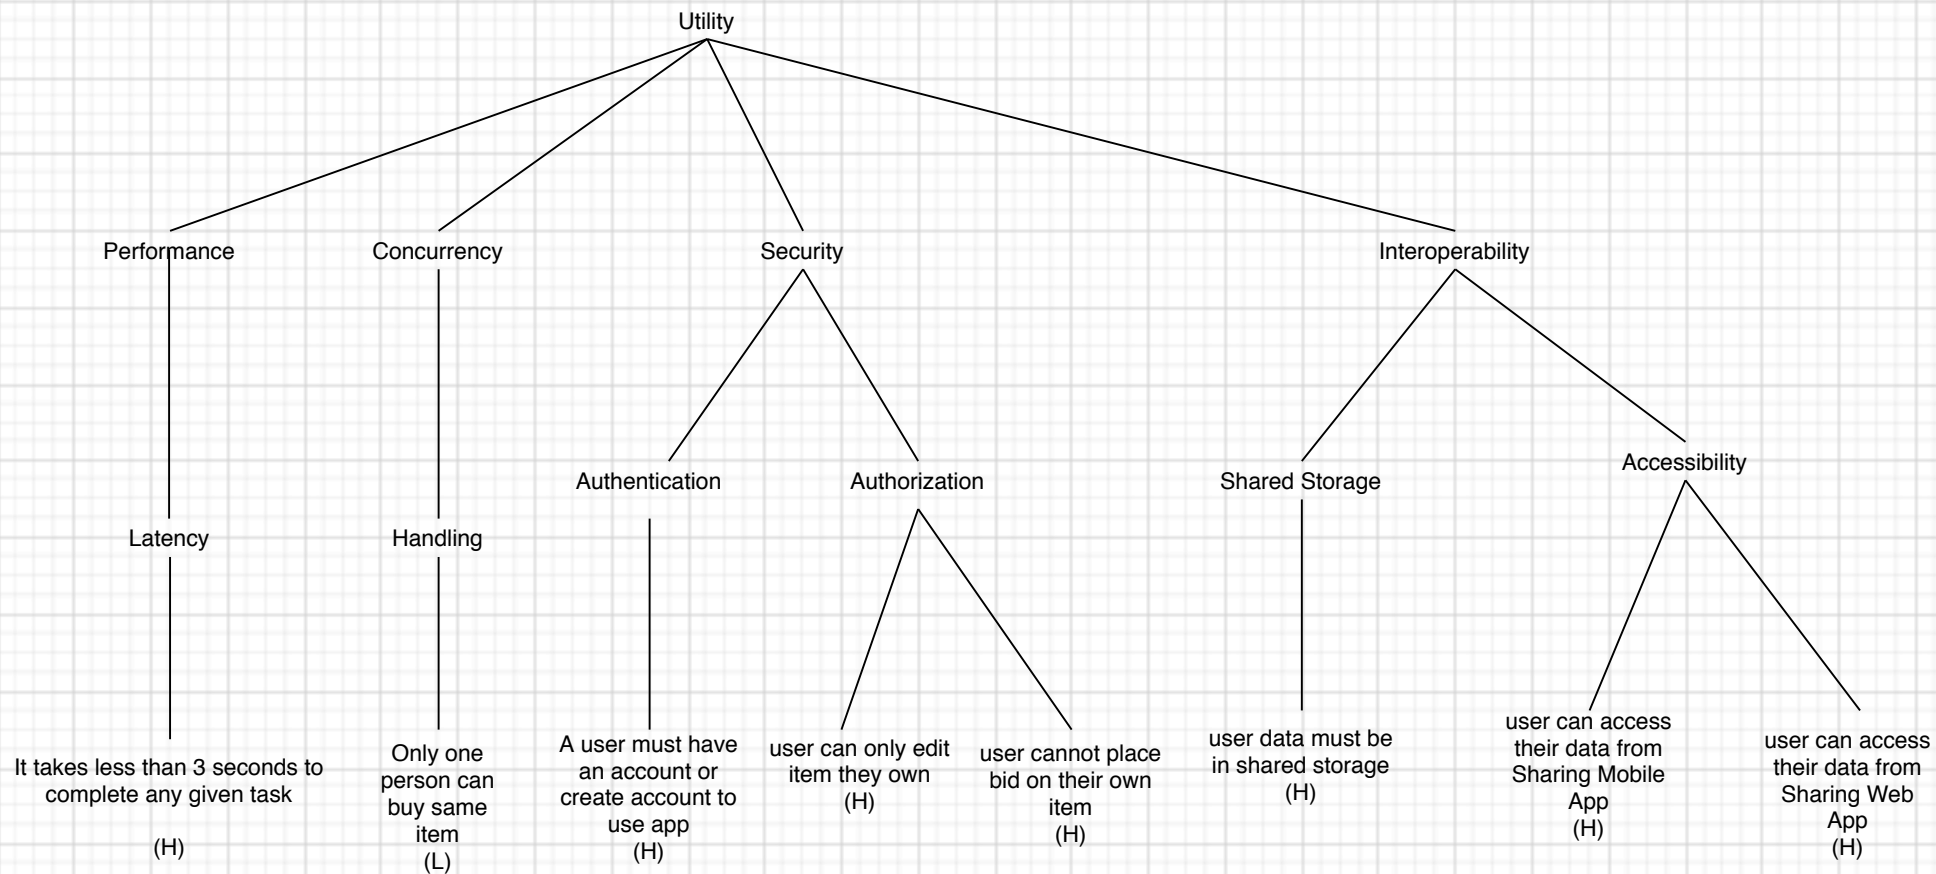 Utility
Performance
Concurrency
Security
Interoperability
Authentication
Authorization
Shared Storage
Accessibility
Latency
Handling
It takes less than 3 seconds to
complete any given task
(H)
Only one
person can
buy same
item
(L)
A user must have
an account or
create account to
use app
(H)
user can only edit
item they own
(H)
user cannot place
bid on their own
item
(H)
user data must be
in shared storage
(H)
user can access
their data from
Sharing Mobile
App
(H)
user can access
their data from
Sharing Web
App
(H)